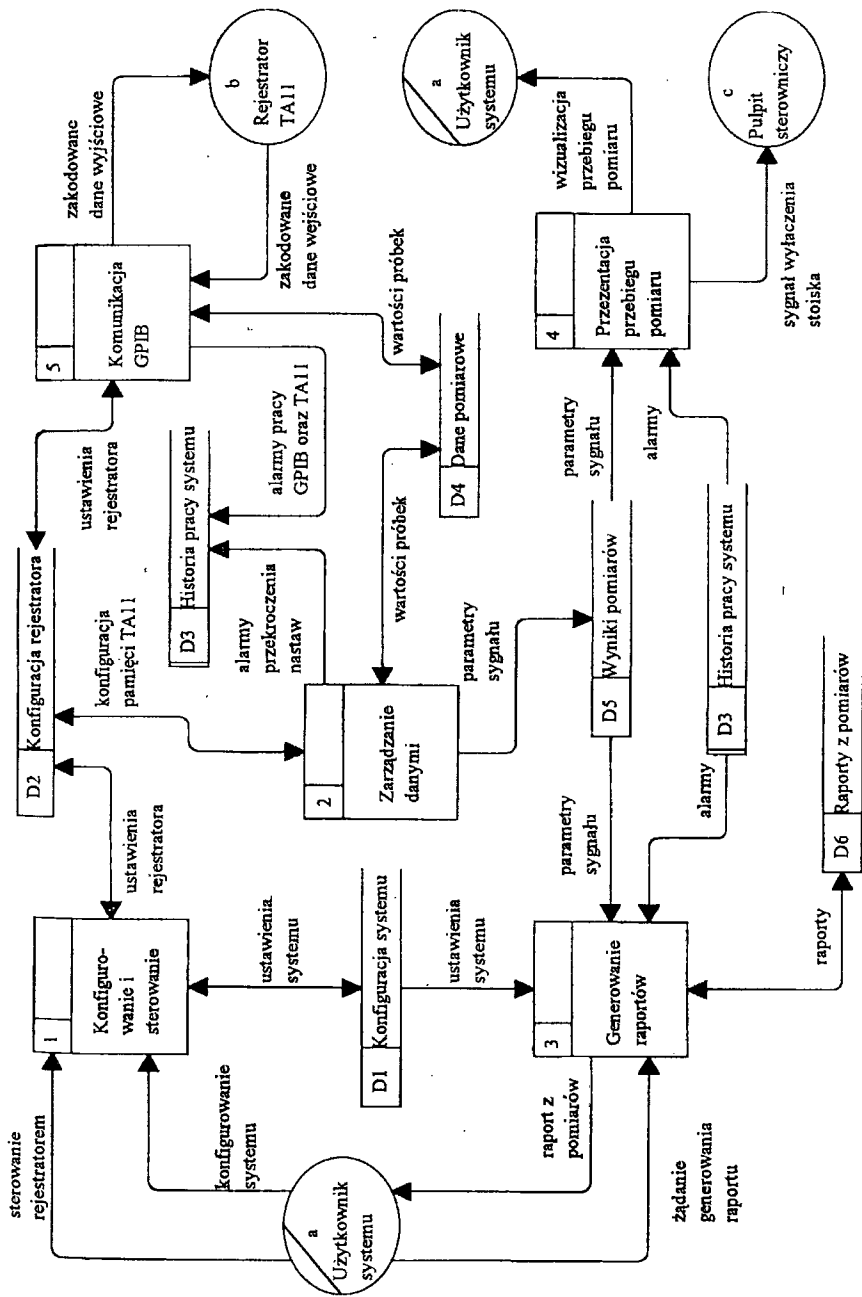 sterowanie
rejestratorem
konfigurowanie
systemu
a
Użytkownik
systemu
raport z
pomiarów
żądanie
generowania
raportu
1
Konfiguro-
wanie i
sterowanie
ustawienia
systemu
D1 Konfiguracja systemu
ustawienia
systemu
3
Generowanie
raportów
raporty
D6 Raporty z pomiarów
ustawienia
rejestratora
D2 Konfiguracja rejestratora
konfiguracja
pamięci TA11
2
Zarządzanie
danymi
alarmy
przekroczenia
nastaw
D3 Historia pracy systemu
alarmy pracy
GPIB oraz TA11
wartości próbek
parametry
sygnału
D5 Wyniki pomiarów
parametry
sygnału
alarmy
D3 Historia pracy systemu
ustawienia
rejestratora
5
Komunikacja
GPIB
zakodowane
dane wyjściowe
b
Rejestrator
TA11
zakodowane
dane wejściowe
wartości próbek
D4 Dane pomiarowe
parametry
sygnału
alarmy
4
Przezentacja
przebiegu
pomiaru
wizualizacja
przebiegu
pomiaru
a
Użytkownik
systemu
sygnał wyłaczenia
stoiska
c
Pulpit
sterowniczy